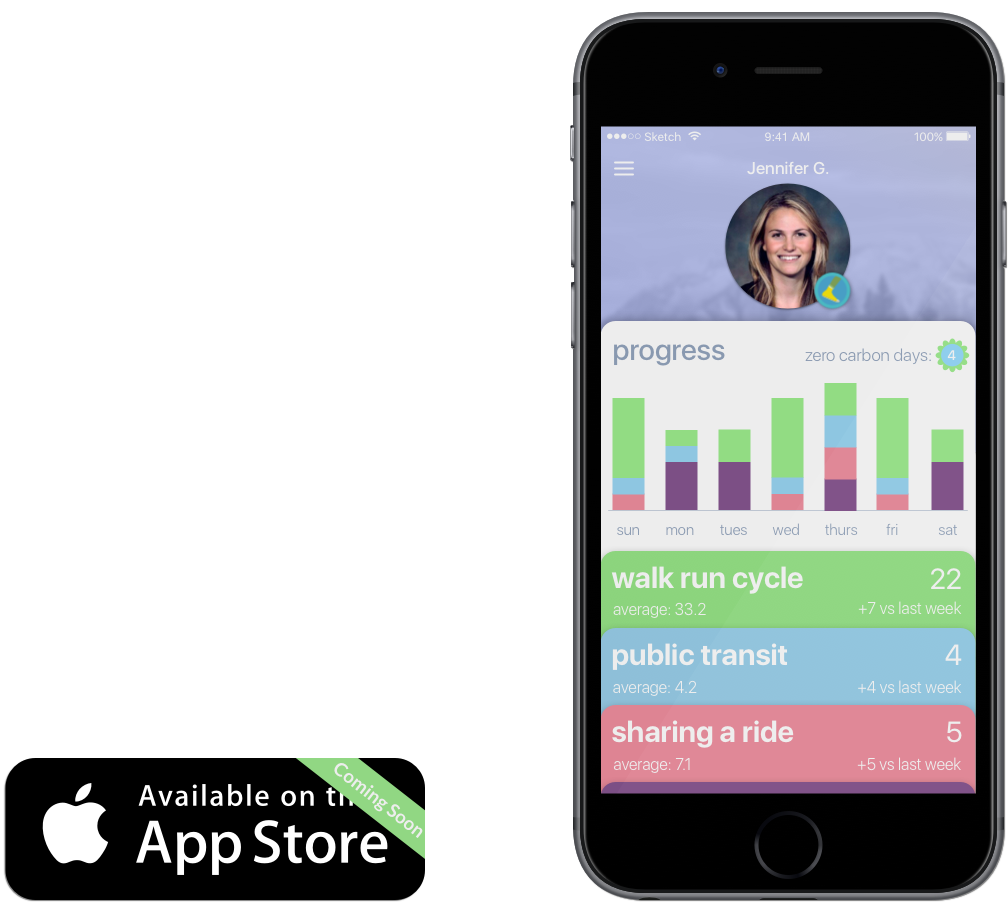 Sketch 9:41 AM 100%
Jennifer G.
progress zero carbon days: 4
sun mon tues wed thurs fri sat
walk run cycle 22
average: 33.2 +7 vs last week
public transit 4
average: 4.2 +4 vs last week
sharing a ride 5
average: 7.1 +5 vs last week
Available on th
Coming Soon
App Store